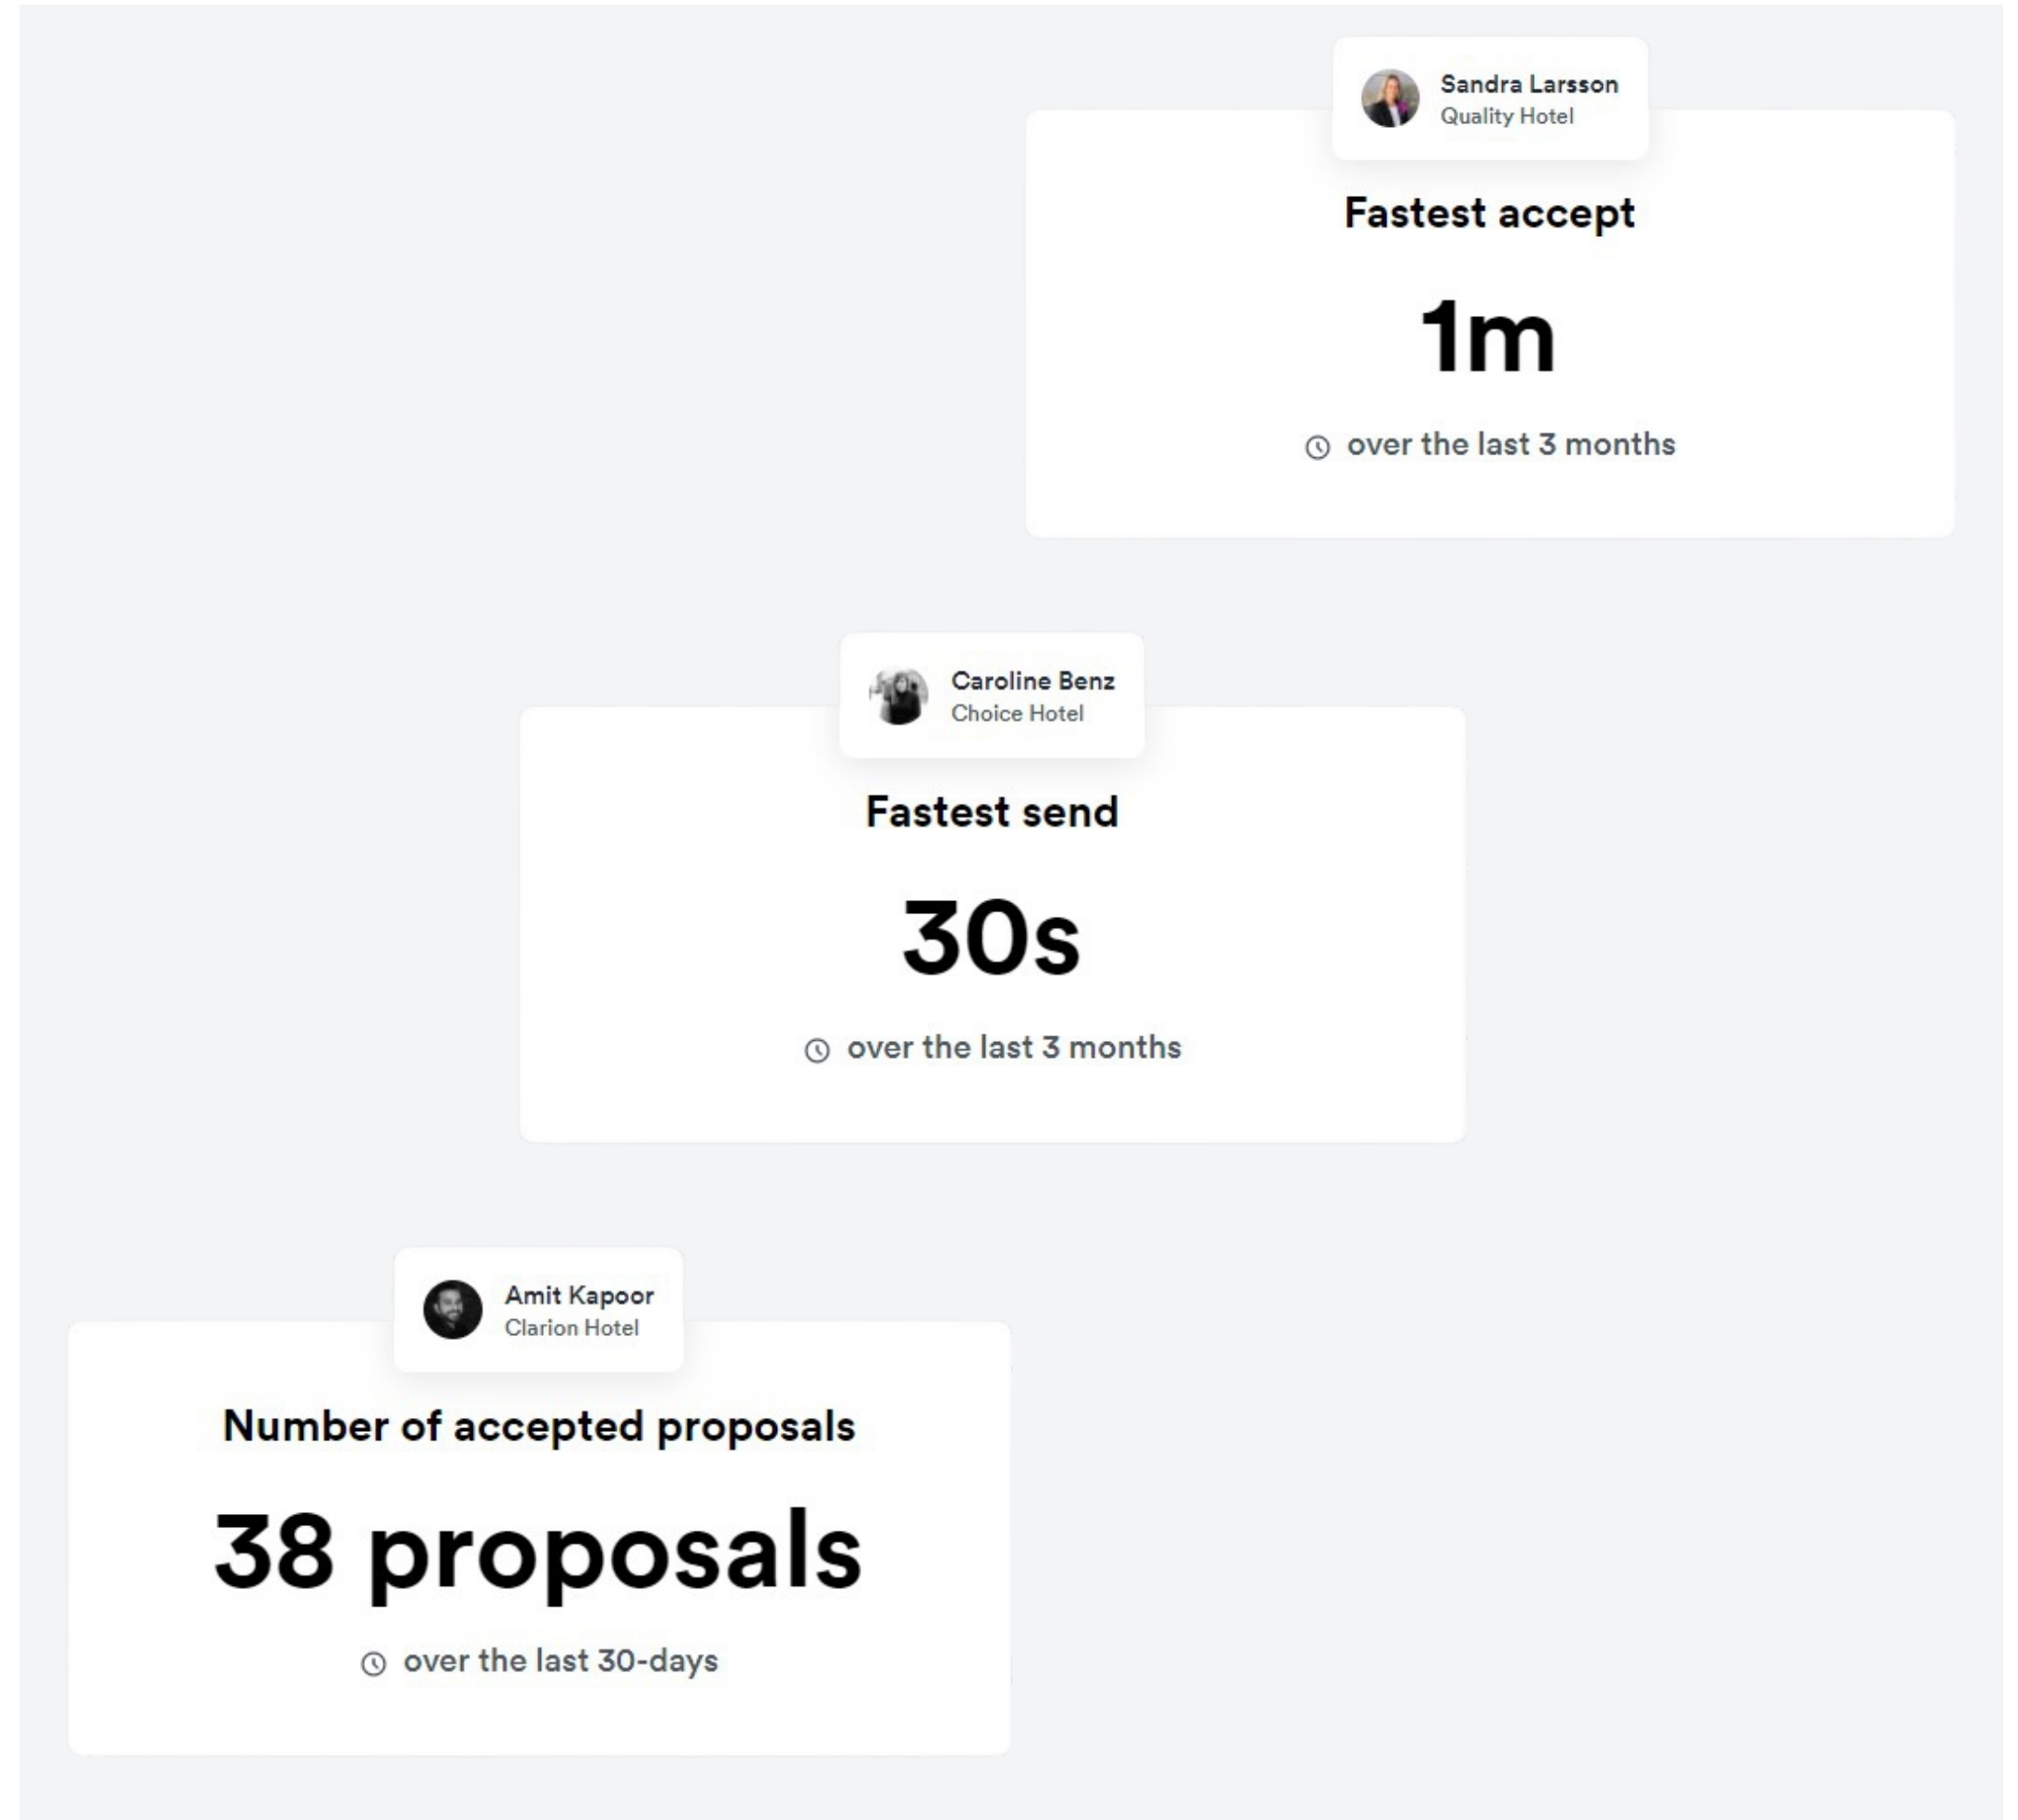 Sandra Larsson
Quality Hotel
Fastest accept
1m
over the last 3 months
Caroline Benz
Choice Hotel
Fastest send
30s
over the last 3 months
Amit Kapoor
Clarion Hotel
Number of accepted proposals
38 proposals
over the last 30-days